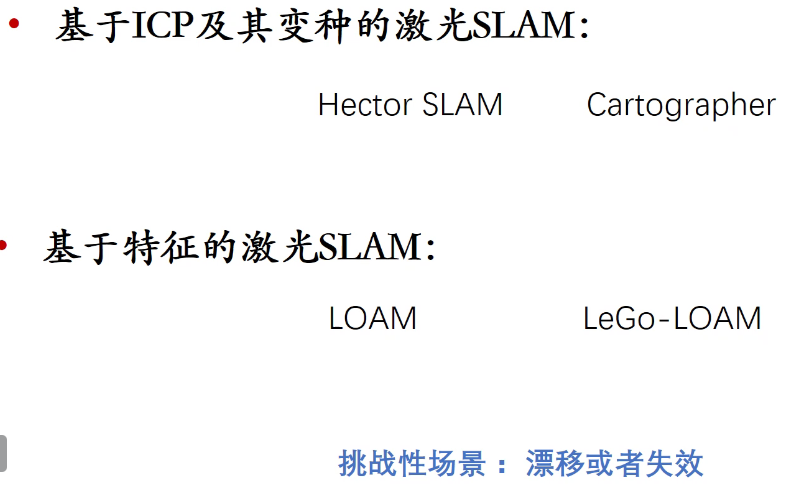 • 基于ICP及其变种的激光SLAM：
Hector SLAM Cartographer
• 基于特征的激光SLAM：
LOAM LeGo-LOAM
挑战性场景 ：漂移或者失效